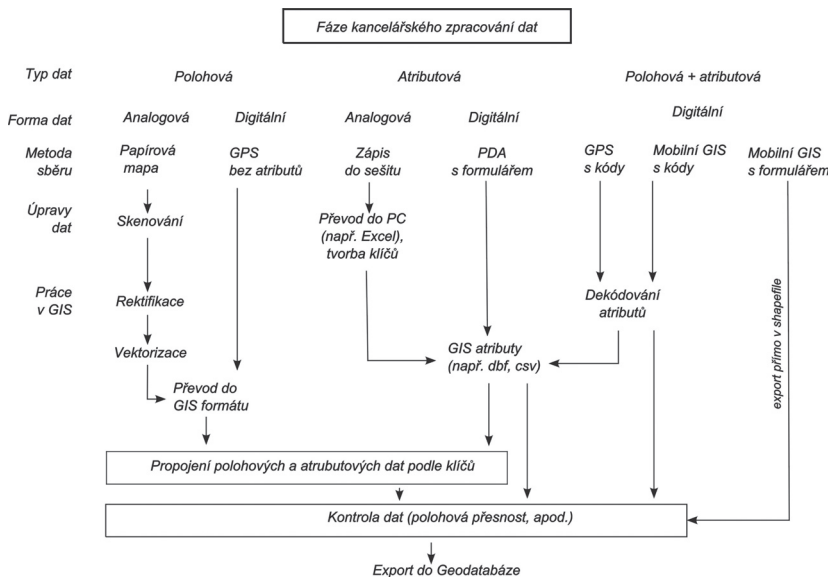 Fáze kancelářského zpracování dat
Typ dat
Polohová
Atributová
Polohová + atributová
Forma dat
Analogová
Digitální
Analogová
Digitální
Digitální
Metoda
sběru
Papírová
mapa
GPS
bez atributů
Zápis
do sešitu
PDA
s formulářem
GPS
s kódy
Mobilní GIS
s kódy
Mobilní GIS
s formulářem
Úpravy
dat
Skenování
Převod do PC
(např. Excel),
tvorba klíčů
Práce
v GIS
Rektifikace
Dekódování
atributů
export přímo v shapefile
Vektorizace
GIS atributy
(např. dbf, csv)
Převod do
GIS formátu
Propojení polohových a atrubutových dat podle klíčů
Kontrola dat (polohová přesnost, apod.)
Export do Geodatabáze